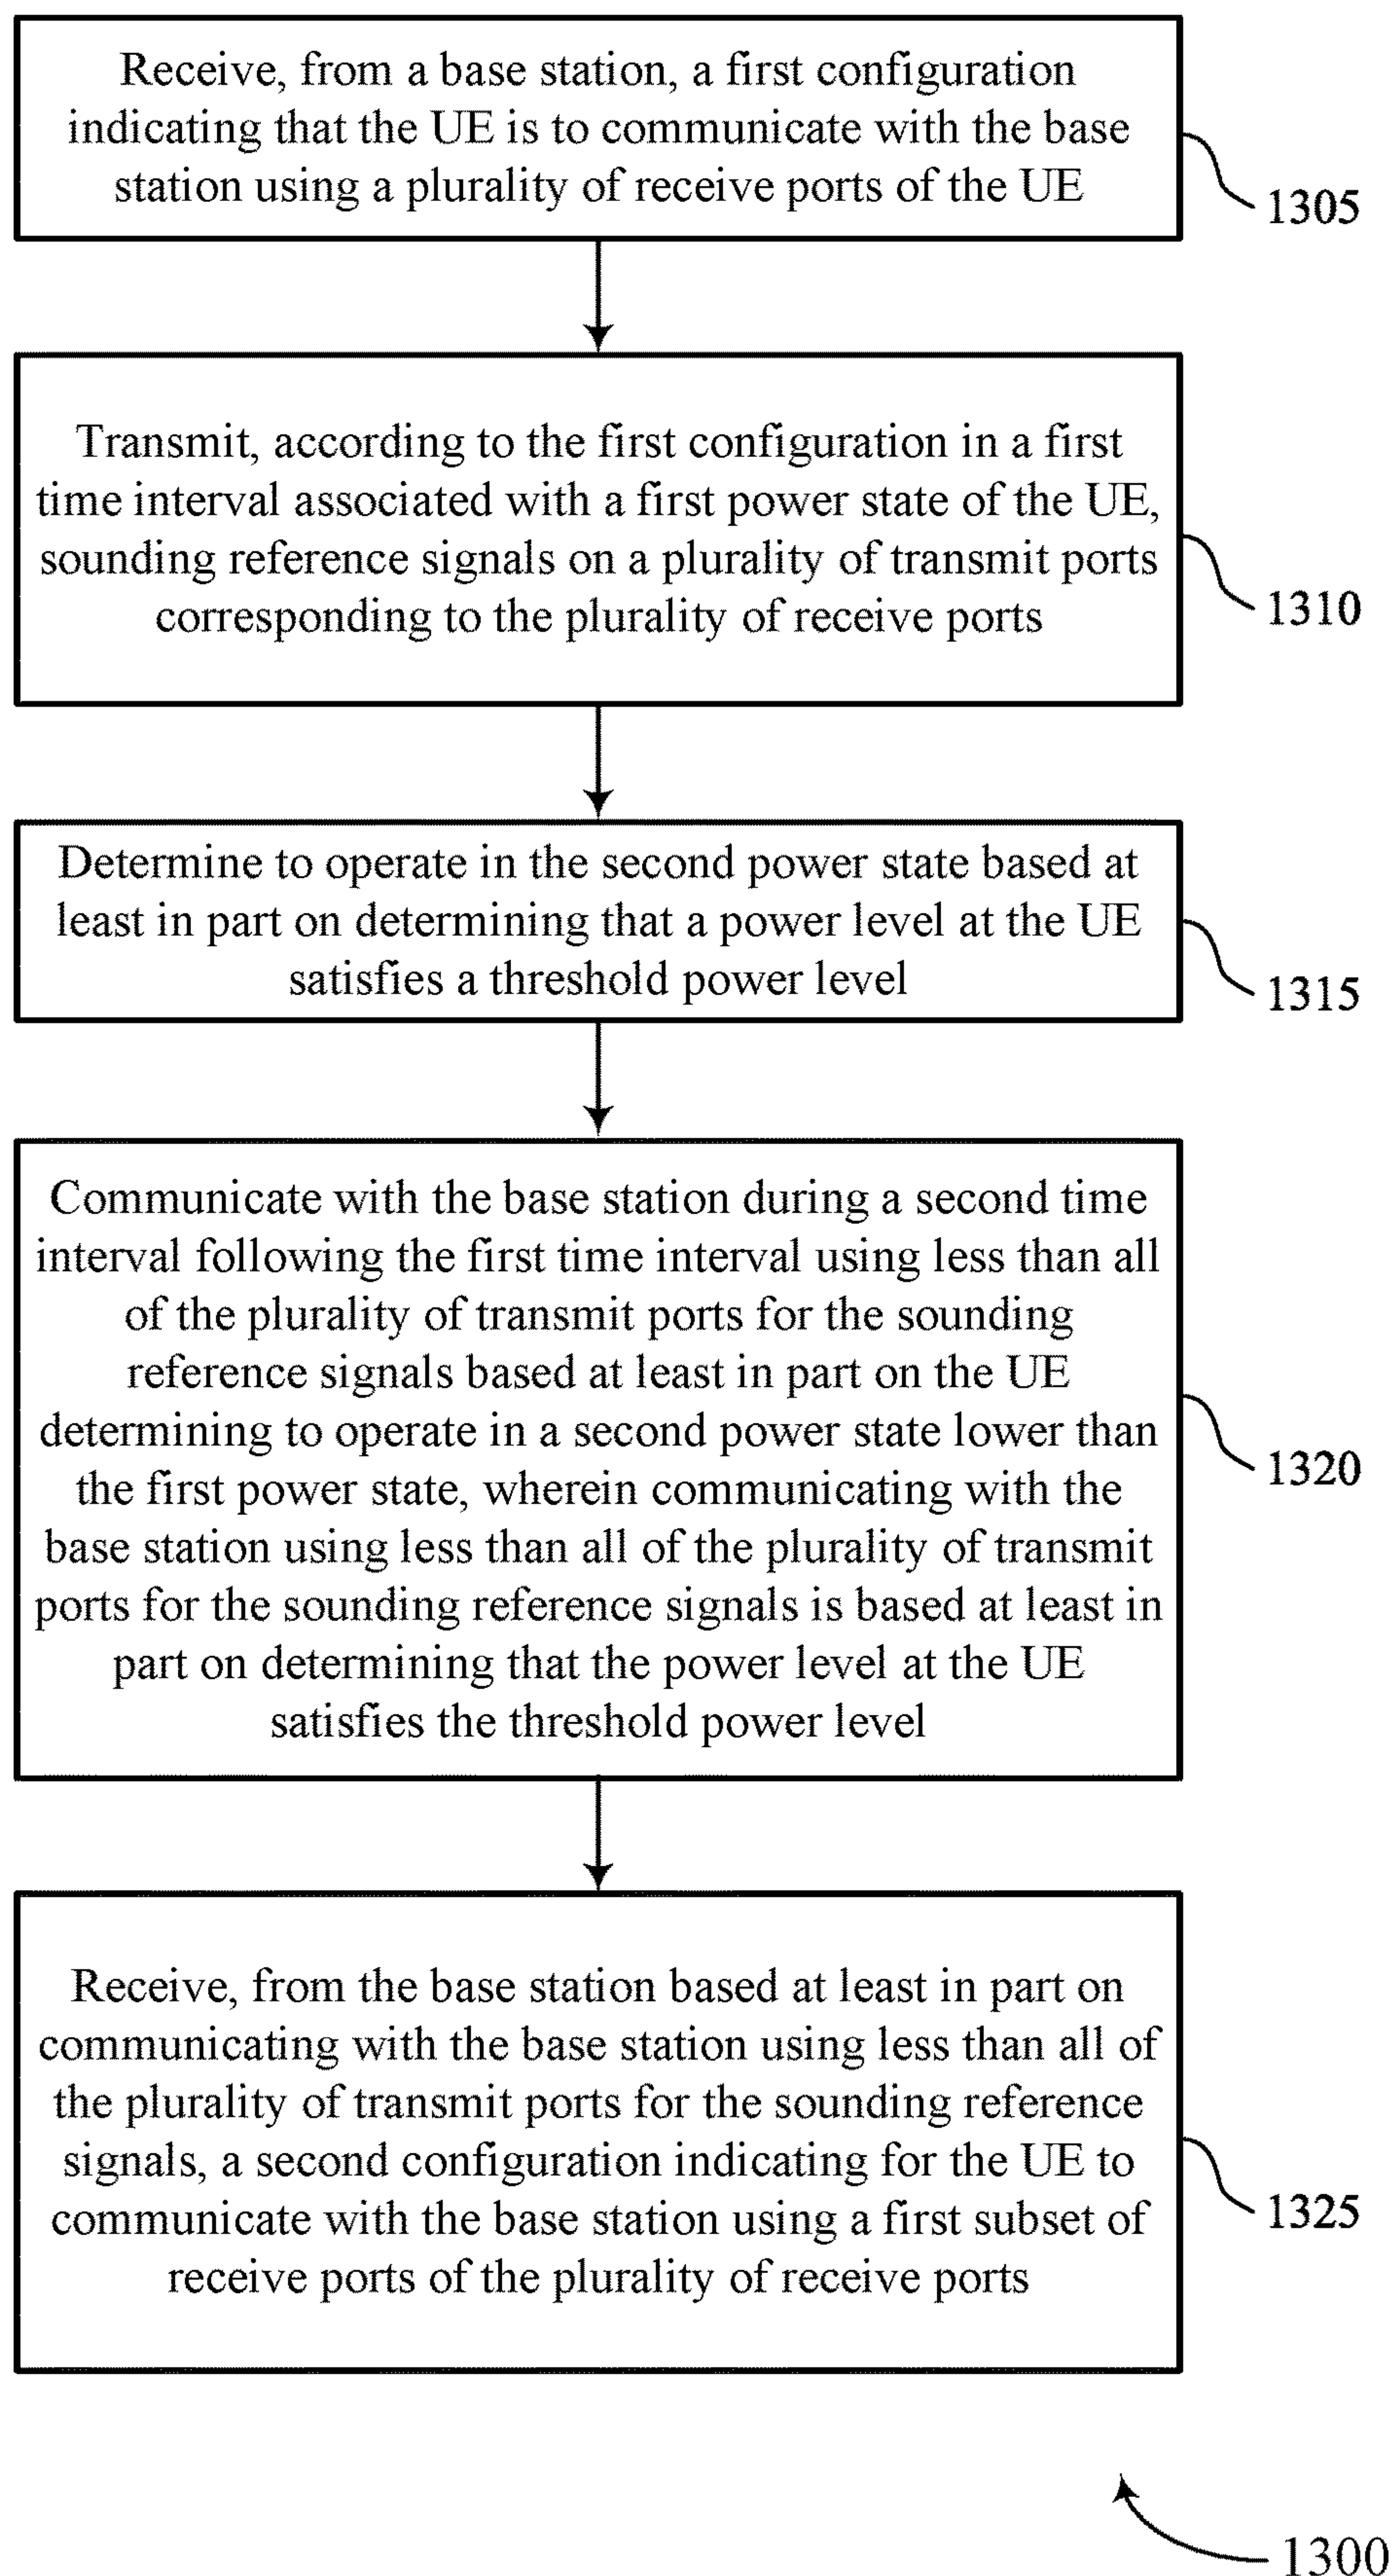 Receive, from a base station, a first configuration
indicating that the UE is to communicate with the base
station using a plurality of receive ports of the UE
1305
Transmit, according to the first configuration in a first
time interval associated with a first power state of the UE,
sounding reference signals on a plurality of transmit ports
corresponding to the plurality of receive ports
1310
Determine to operate in the second power state based at
least in part on determining that a power level at the UE
satisfies a threshold power level
1315
Communicate with the base station during a second time
interval following the first time interval using less than all
of the plurality of transmit ports for the sounding
reference signals based at least in part on the UE
determining to operate in a second power state lower than
the first power state, wherein communicating with the
base station using less than all of the plurality of transmit
ports for the sounding reference signals is based at least in
part on determining that the power level at the UE
satisfies the threshold power level
1320
Receive, from the base station based at least in part on
communicating with the base station using less than all of
the plurality of transmit ports for the sounding reference
signals, a second configuration indicating for the UE to
communicate with the base station using a first subset of
receive ports of the plurality of receive ports
1325
1300